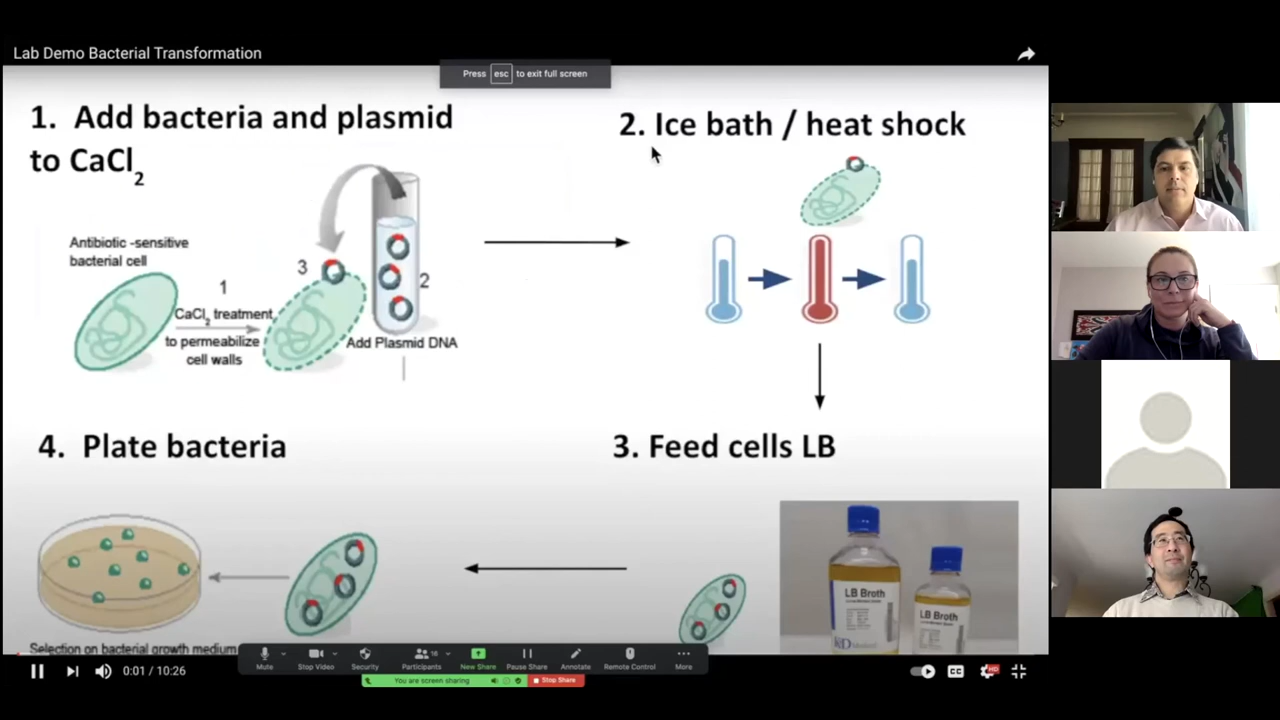 Lab Demo Bacterial Transformation
Press esc to exit full screen
1. Add bacteria and plasmid
to CaCl2
Antibiotic -sensitive
bacterial cell
1
CaCl2 treatment
to permeabilize
cell walls
3
2
Add Plasmid DNA
2. Ice bath / heat shock
3. Feed cells LB
LB Broth
LB Broth
4. Plate bacteria
Selection on bacterial growth medium
Mute
Stop Video
Security
Participants
16
New Share
Pause Share
Annotate
Remote Control
More
You are screen sharing
Stop Share
0:01 / 10:26
CC
HD